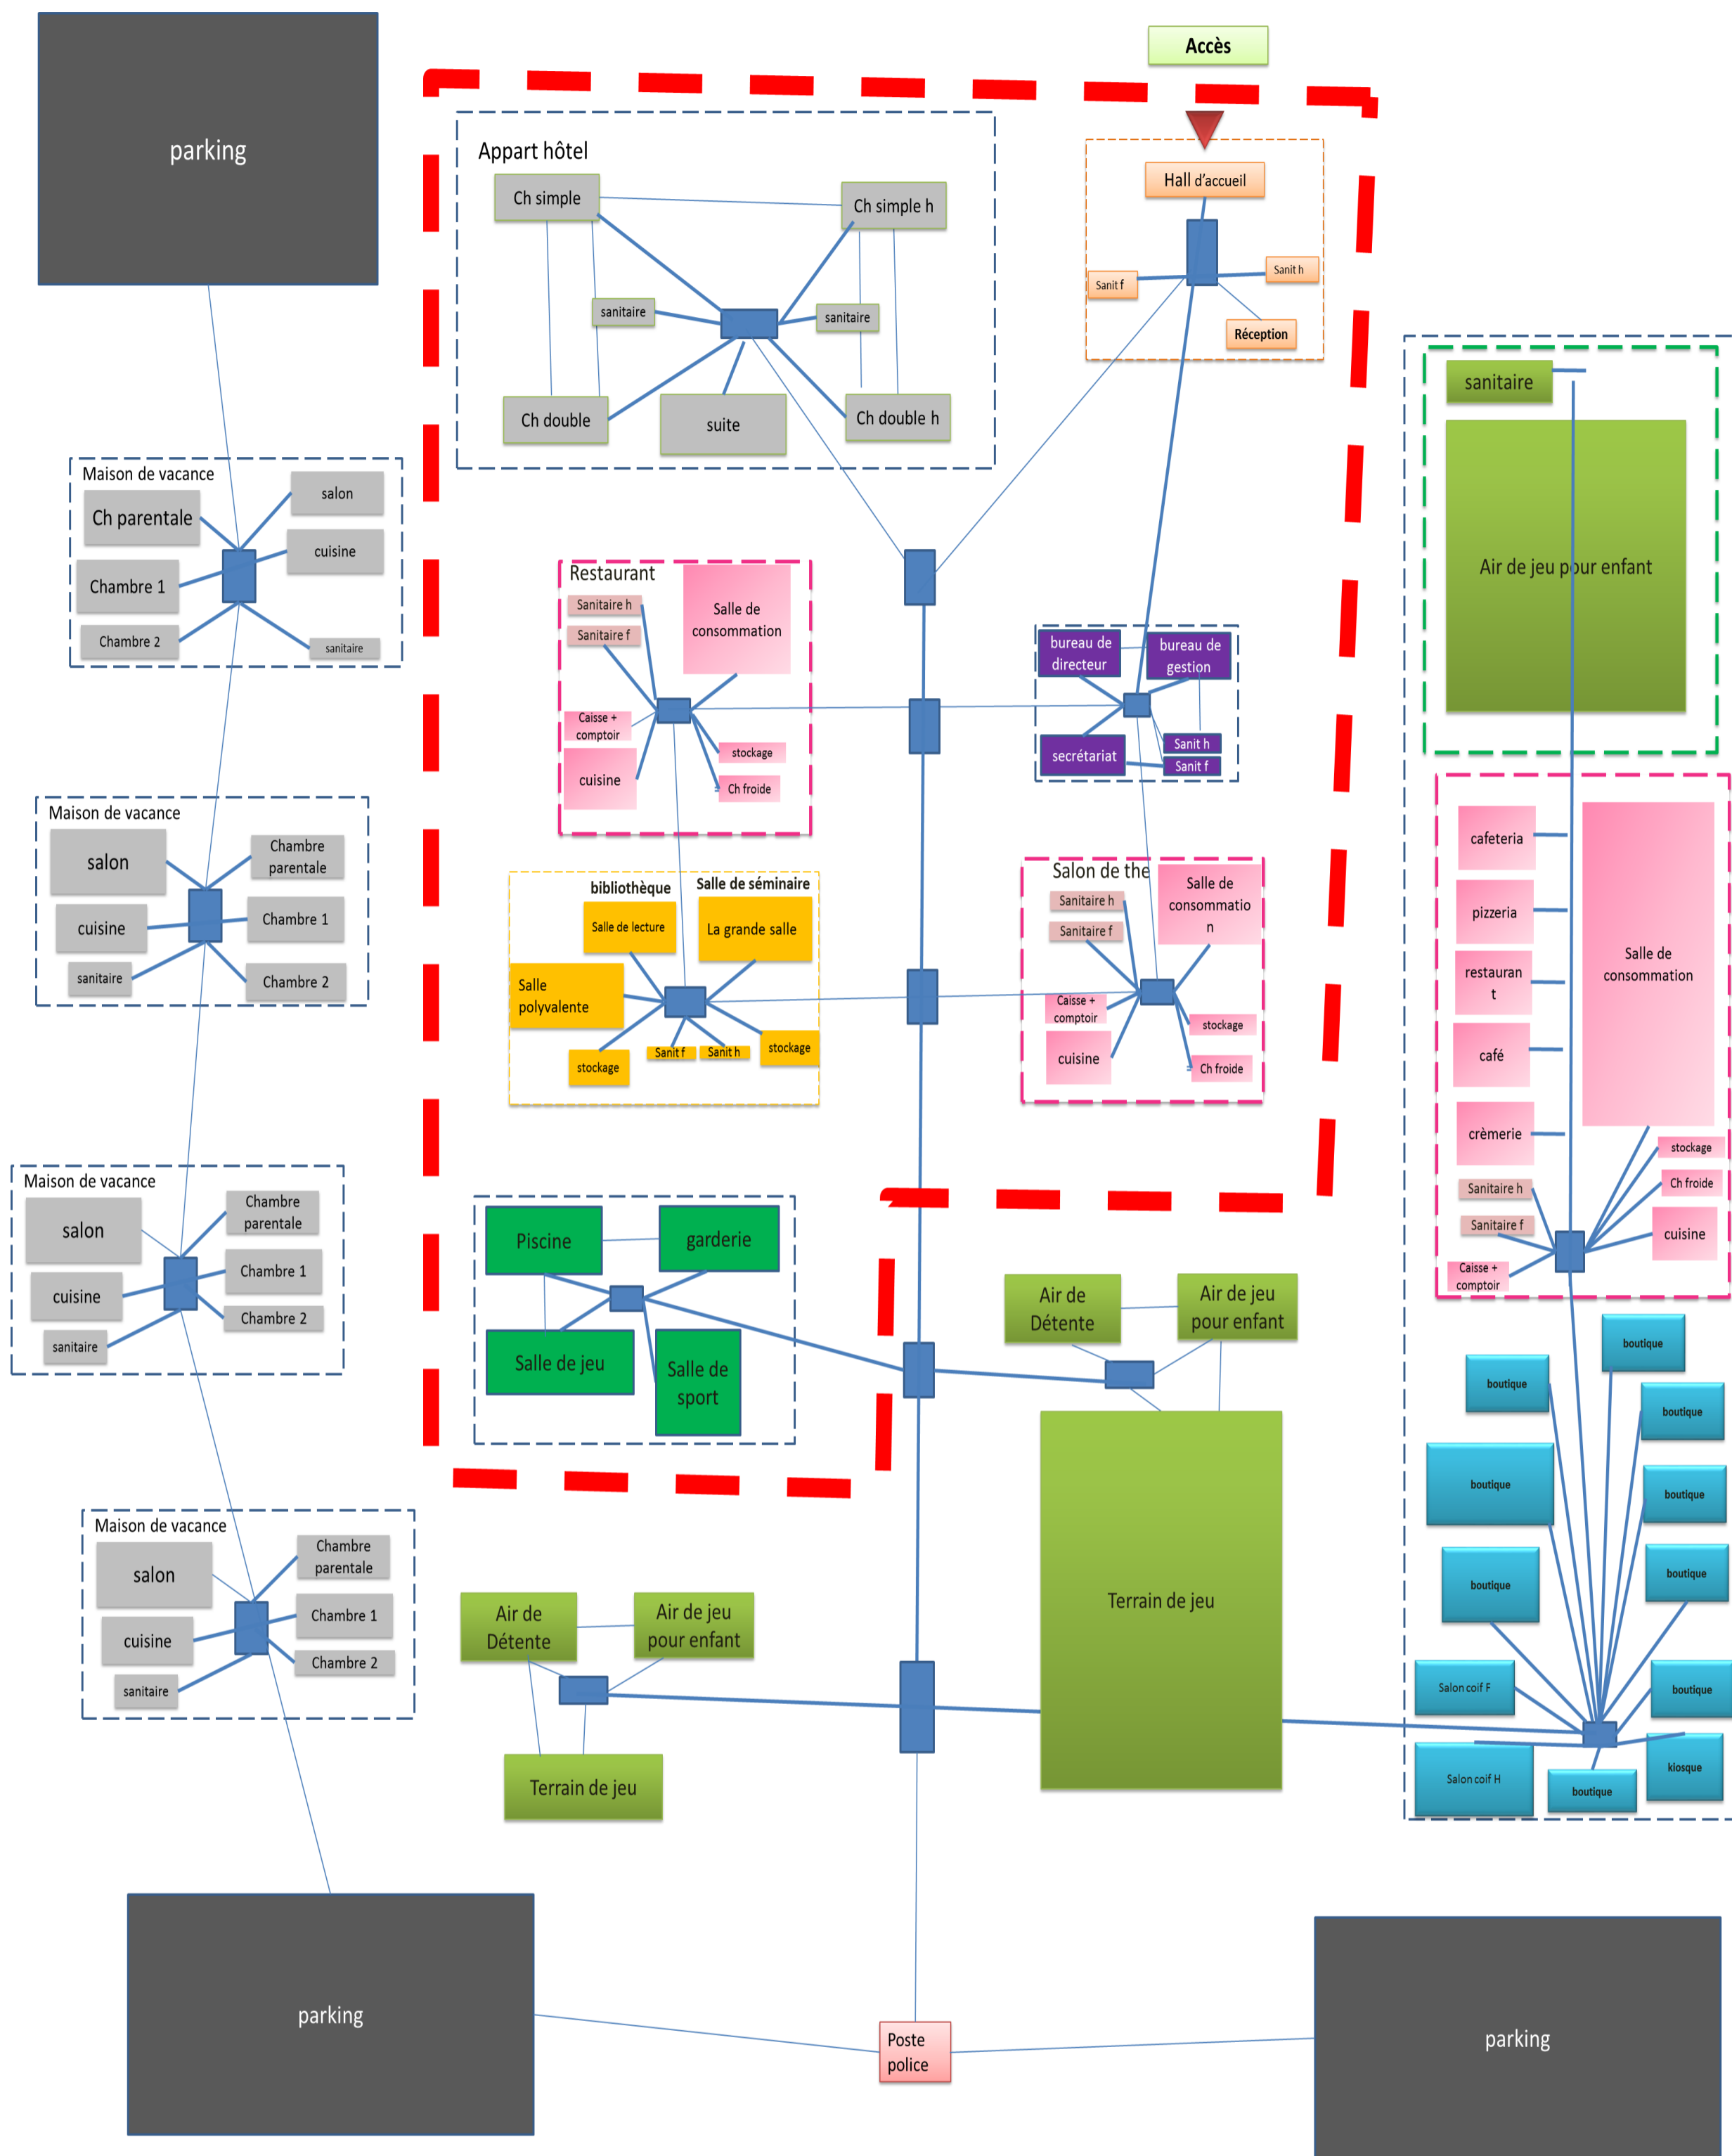 Accès
parking
Appart hôtel
Ch simple
Ch simple h
sanitaire
sanitaire
Ch double
suite
Ch double h
Hall d'accueil
Sanit f
Sanit h
Réception
Maison de vacance
Ch parentale
salon
cuisine
Chambre 1
Chambre 2
sanitaire
Restaurant
Sanitaire h
Sanitaire f
Salle de
consommation
Caisse +
comptoir
cuisine
stockage
Ch froide
bureau de
directeur
bureau de
gestion
secrétariat
Sanit h
Sanit f
sanitaire
Air de jeu pour enfant
Maison de vacance
salon
Chambre
parentale
cuisine
Chambre 1
sanitaire
Chambre 2
bibliothèque
Salle de séminaire
Salle de lecture
La grande salle
Salle
polyvalente
stockage
Sanit f
Sanit h
stockage
Salon de the
Sanitaire h
Sanitaire f
Salle de
consommatio
n
Caisse +
comptoir
cuisine
stockage
Ch froide
cafeteria
pizzeria
restauran
t
café
crèmerie
Salle de
consommation
Sanitaire h
Sanitaire f
Caisse +
comptoir
stockage
Ch froide
cuisine
Maison de vacance
salon
Chambre
parentale
cuisine
Chambre 1
Chambre 2
sanitaire
Piscine
garderie
Salle de jeu
Salle de
sport
Air de
Détente
Air de jeu
pour enfant
Terrain de jeu
boutique
boutique
boutique
boutique
boutique
boutique
boutique
Salon coif F
boutique
Salon coif H
boutique
kiosque
Maison de vacance
salon
Chambre
parentale
cuisine
Chambre 1
Chambre 2
sanitaire
Air de
Détente
Air de jeu
pour enfant
Terrain de jeu
parking
Poste
police
parking